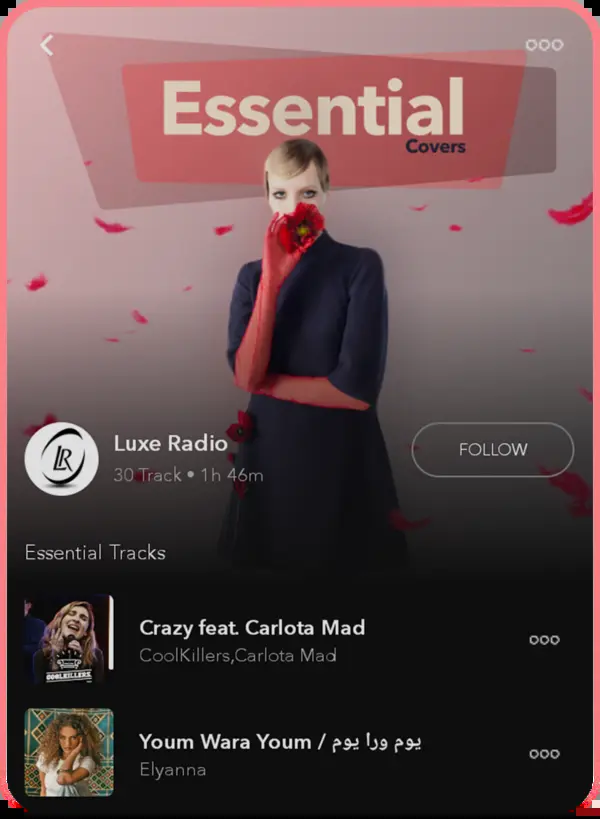 Essential
Covers
LR
Luxe Radio
30 Track • 1h 46m
FOLLOW
Essential Tracks
Crazy feat. Carlota Mad
CoolKillers,Carlota Mad
COOLKILLERS
Youm Wara Youm / يوم ورا يوم
Elyanna